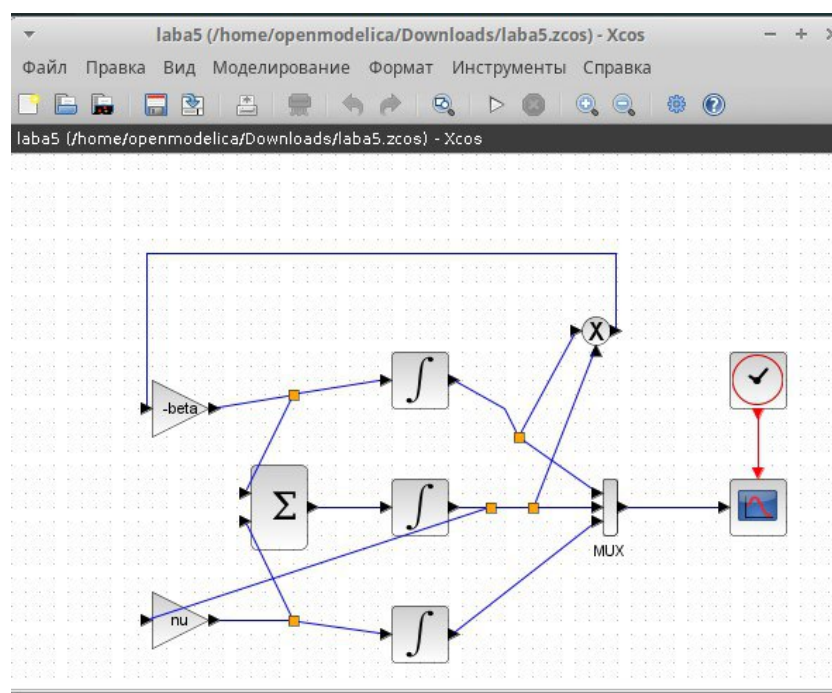 laba5 (/home/openmodelica/Downloads/laba5.zcos) - Xcos
Файл Правка Вид Моделирование Формат Инструменты Справка
laba5 (/home/openmodelica/Downloads/laba5.zcos) - Xcos
X
-beta
∫
Σ
∫
MUX
nu
∫